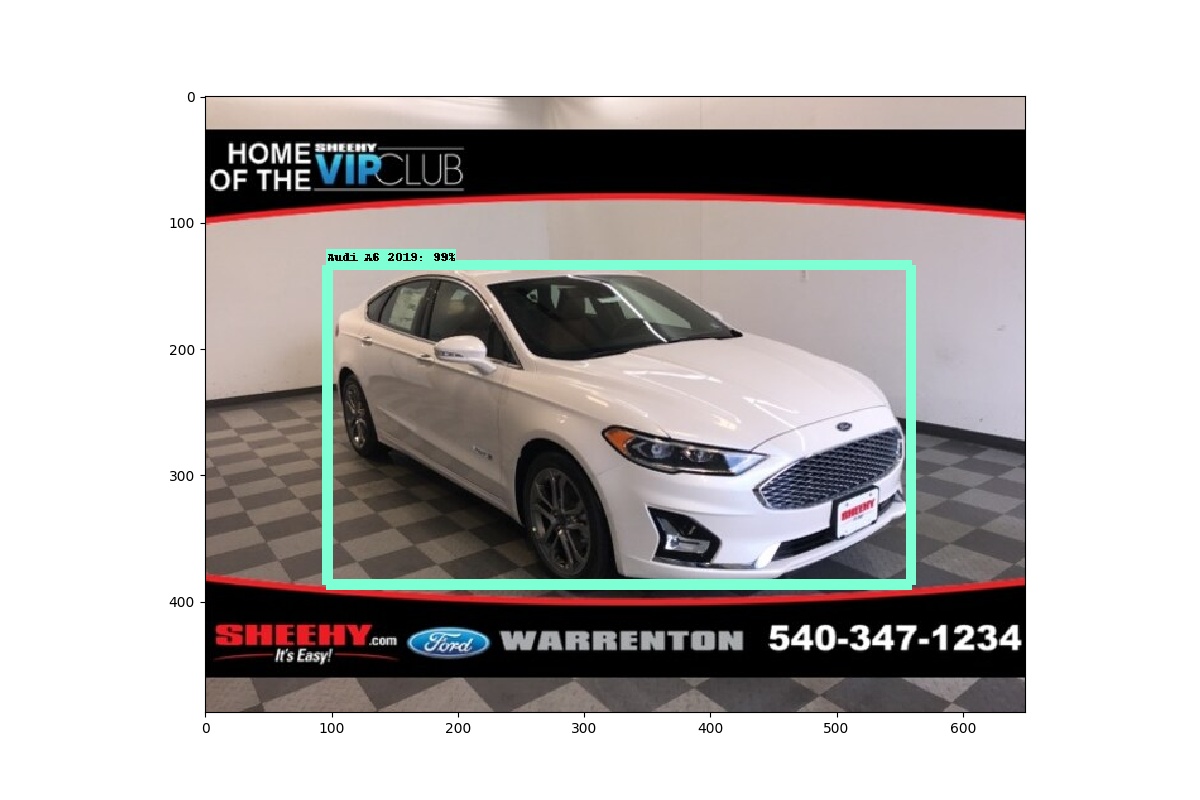 0
100
200
300
400
0 100 200 300 400 500 600
HOME
OF THE
SHEEHY
VIPCLUB
Audi A6 2019: 99%
SHEEHY
SHEEHY.com
It's Easy!
Ford
WARRENTON
540-347-1234